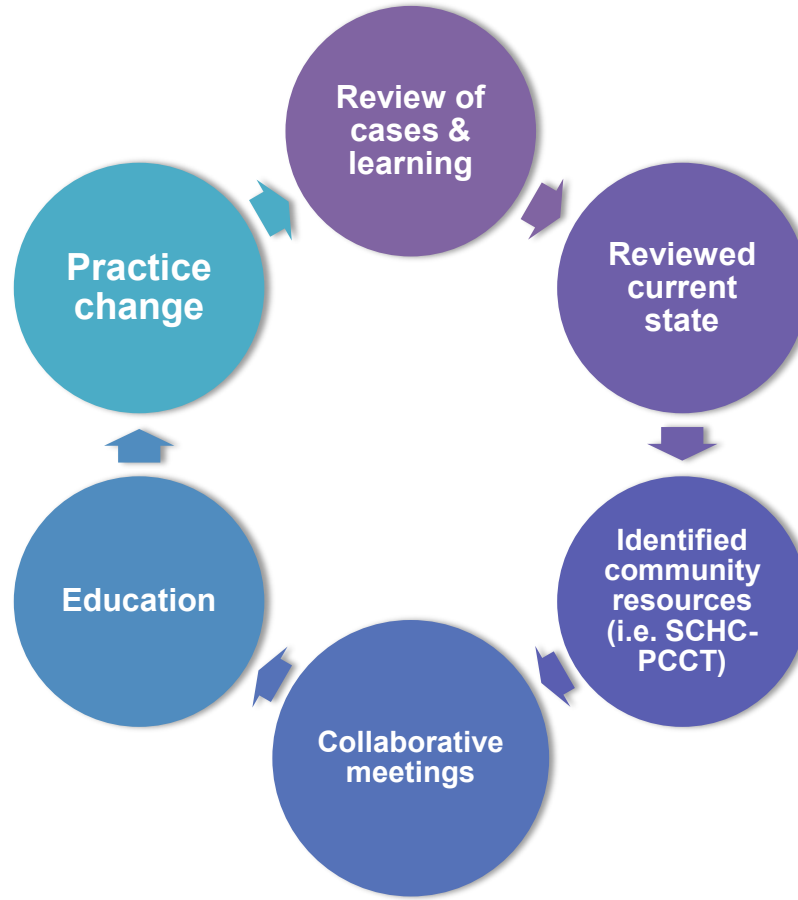 Review of
cases &
learning
Reviewed
current
state
Identified
community
resources
(i.e. SCHC-
PCCT)
Collaborative
meetings
Education
Practice
change